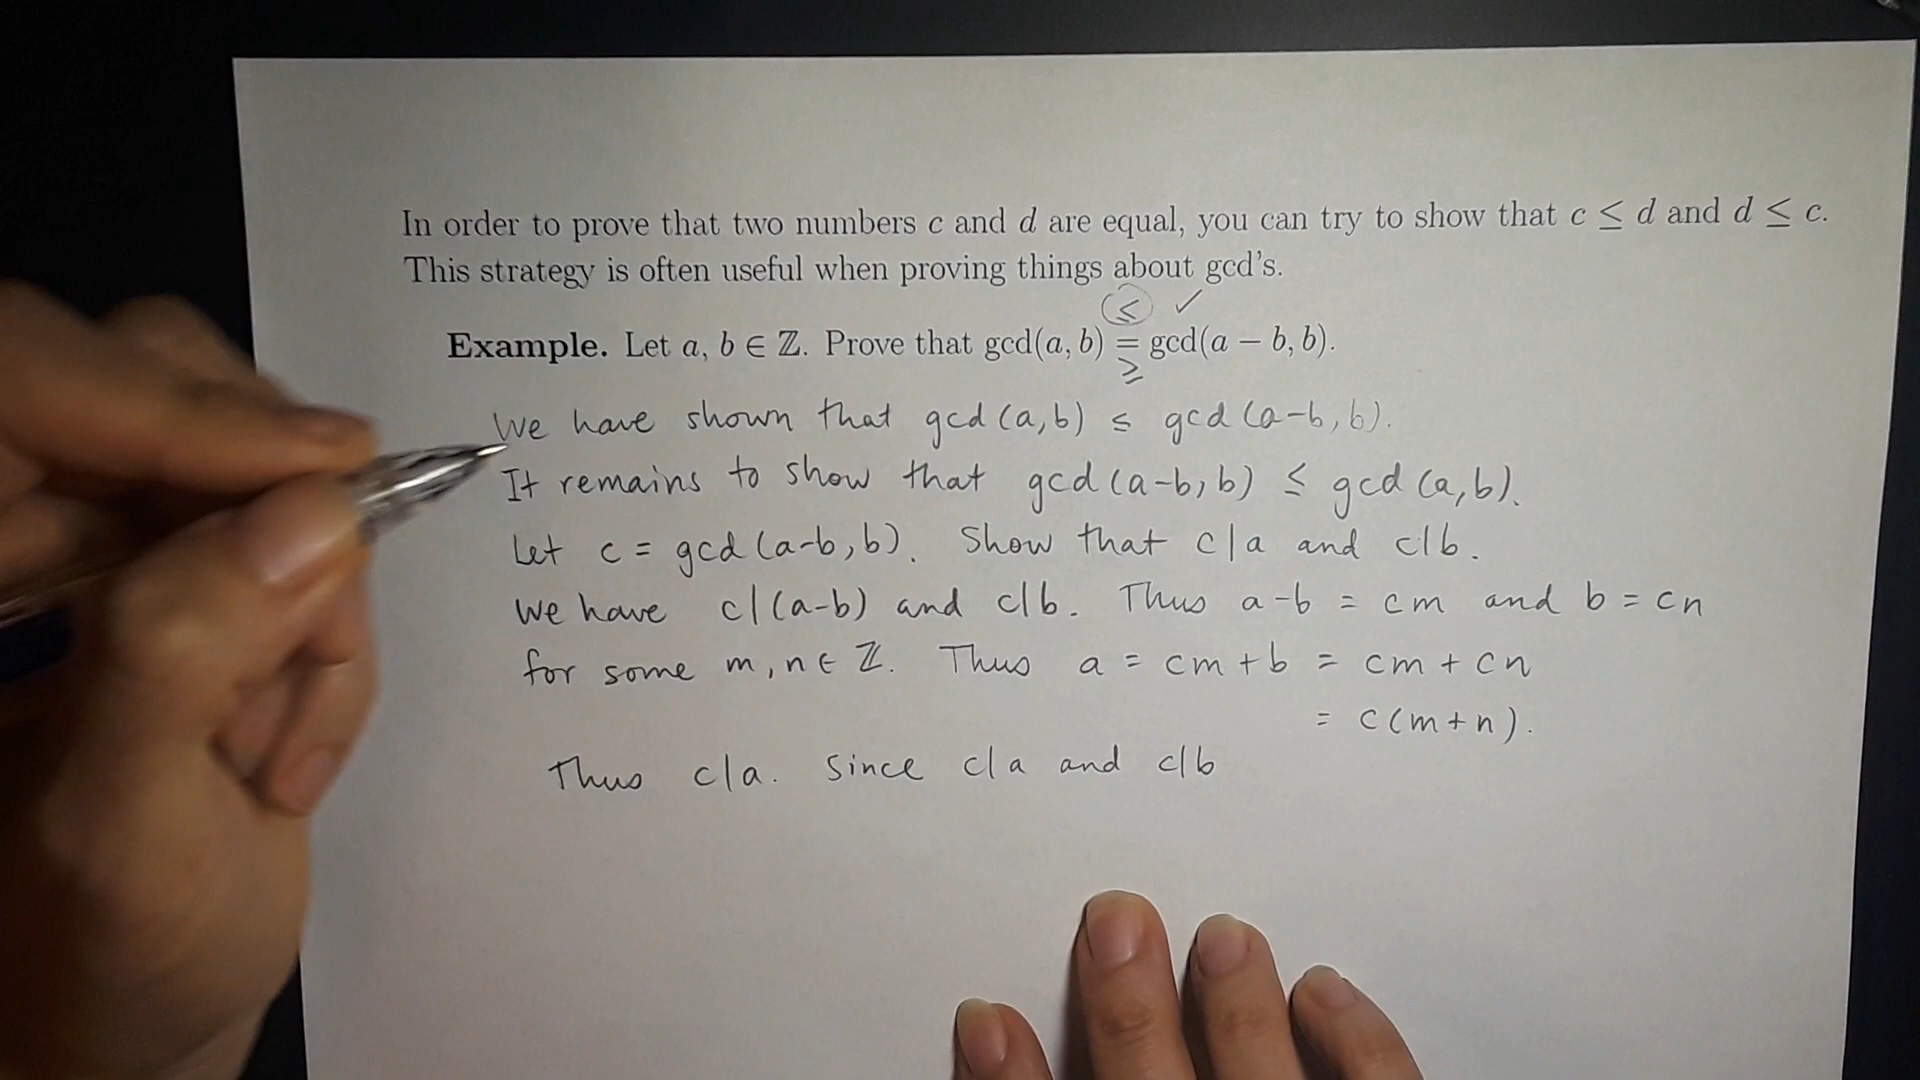 In order to prove that two numbers c and d are equal, you can try to show that c ≤ d and d ≤ c.
This strategy is often useful when proving things about gcd's.
≤ ✓
Example. Let a, b ∈ ℤ. Prove that gcd(a, b) = gcd(a − b, b).
≥
We have shown that gcd(a,b) ≤ gcd(a-b,b).
It remains to show that gcd(a-b,b) ≤ gcd(a,b).
Let c = gcd(a-b,b). Show that c|a and c|b.
We have c|(a-b) and c|b. Thus a-b = cm and b = cn
for some m,n ∈ ℤ. Thus a = cm+b = cm + cn
= c(m+n).
Thus c|a. Since c|a and c|b